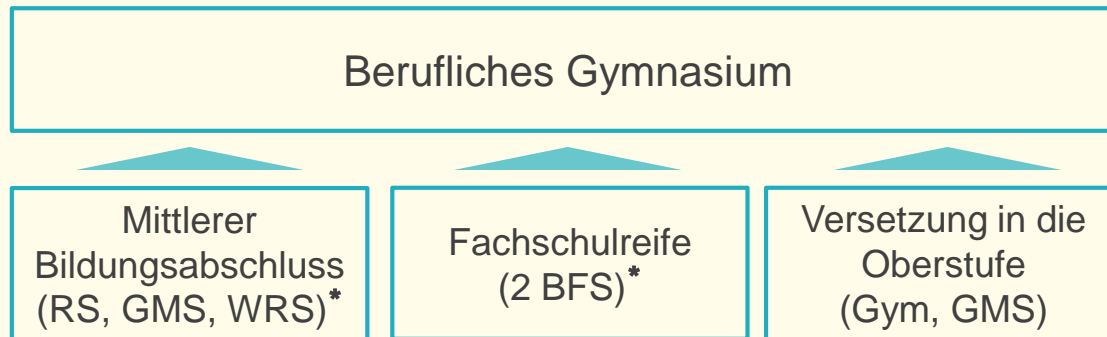 Berufliches Gymnasium
Mittlerer
Bildungsabschluss
(RS, GMS, WRS)*
Fachschulreife
(2 BFS)*
Versetzung in die
Oberstufe
(Gym, GMS)